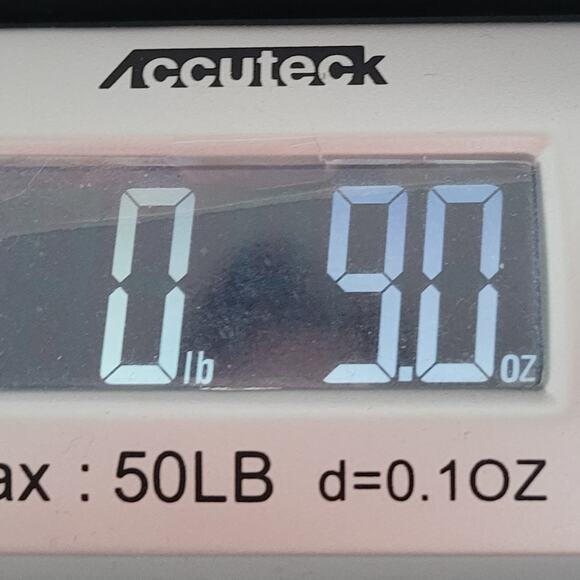 Accuteck
0 lb 9.0 oz
ax : 50LB d=0.1OZ